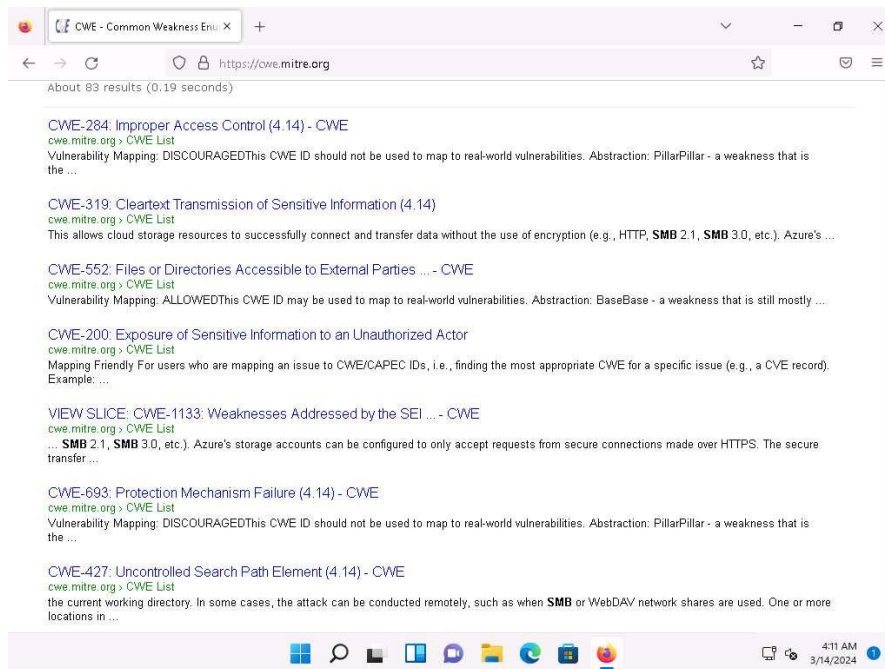 CWE - Common Weakness Enu
https://cwe.mitre.org
About 83 results (0.19 seconds)
CWE-284: Improper Access Control (4.14) - CWE
cwe.mitre.org › CWE List
Vulnerability Mapping: DISCOURAGEDThis CWE ID should not be used to map to real-world vulnerabilities. Abstraction: PillarPillar - a weakness that is
the ...
CWE-319: Cleartext Transmission of Sensitive Information (4.14)
cwe.mitre.org › CWE List
This allows cloud storage resources to successfully connect and transfer data without the use of encryption (e.g., HTTP, SMB 2.1, SMB 3.0, etc.). Azure's ...
CWE-552: Files or Directories Accessible to External Parties ... - CWE
cwe.mitre.org › CWE List
Vulnerability Mapping: ALLOWEDThis CWE ID may be used to map to real-world vulnerabilities. Abstraction: BaseBase - a weakness that is still mostly ...
CWE-200: Exposure of Sensitive Information to an Unauthorized Actor
cwe.mitre.org › CWE List
Mapping Friendly For users who are mapping an issue to CWE/CAPEC IDs, i.e., finding the most appropriate CWE for a specific issue (e.g., a CVE record).
Example: ...
VIEW SLICE: CWE-1133: Weaknesses Addressed by the SEI ... - CWE
cwe.mitre.org › CWE List
... SMB 2.1, SMB 3.0, etc.). Azure's storage accounts can be configured to only accept requests from secure connections made over HTTPS. The secure
transfer ...
CWE-693: Protection Mechanism Failure (4.14) - CWE
cwe.mitre.org › CWE List
Vulnerability Mapping: DISCOURAGEDThis CWE ID should not be used to map to real-world vulnerabilities. Abstraction: PillarPillar - a weakness that is
the ...
CWE-427: Uncontrolled Search Path Element (4.14) - CWE
cwe.mitre.org › CWE List
the current working directory. In some cases, the attack can be conducted remotely, such as when SMB or WebDAV network shares are used. One or more
locations in ...
4:11 AM
3/14/2024
1